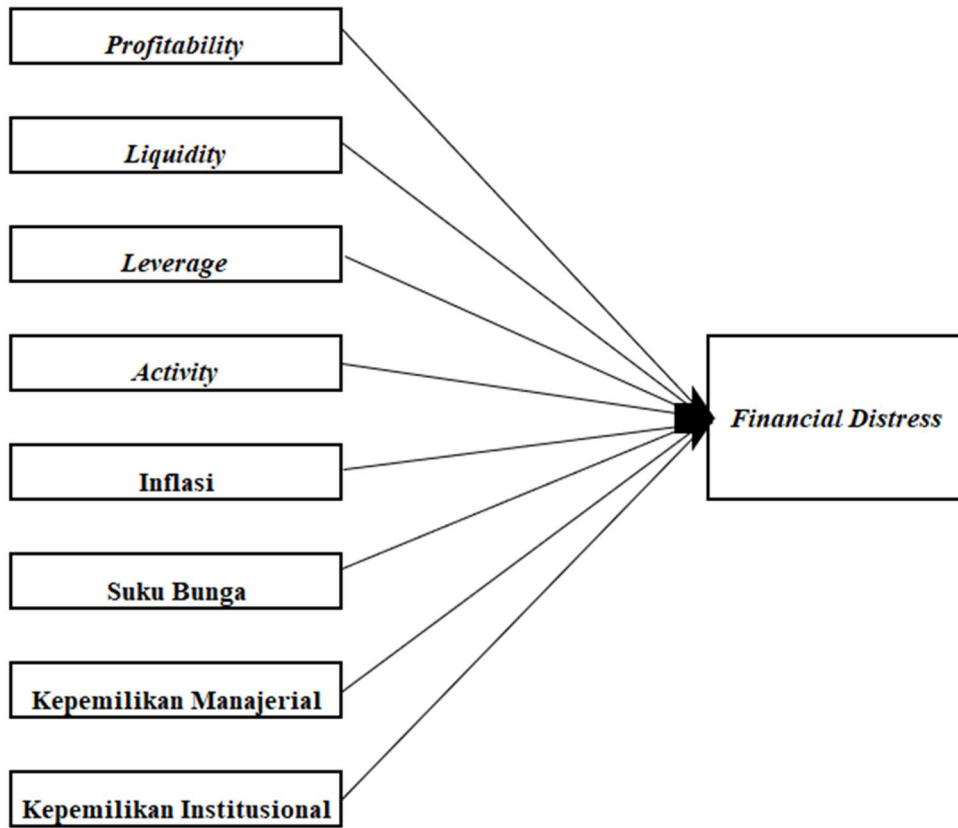 Profitability
Liquidity
Leverage
Activity
Inflasi
Suku Bunga
Kepemilikan Manajerial
Kepemilikan Institusional
Financial Distress